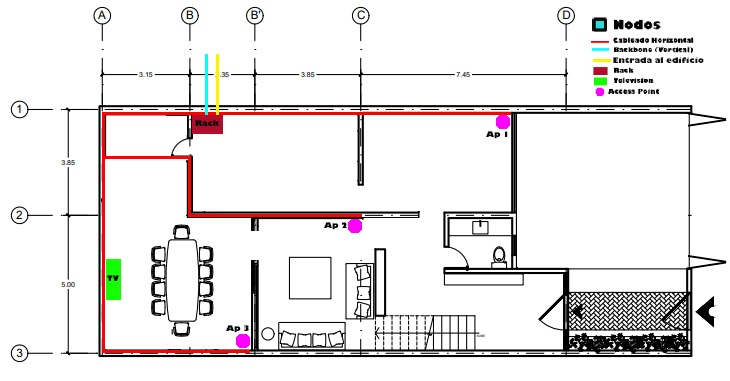 A B B' C D
Nodos
Cableado Horizontal
Backbone (Vertical)
Entrada al edificio
Rack
Television
Access Point
3.15 .35 3.85 7.45
1
Rack
Ap 1
3.85
2
Ap 2
TV
5.00
Ap 3
3